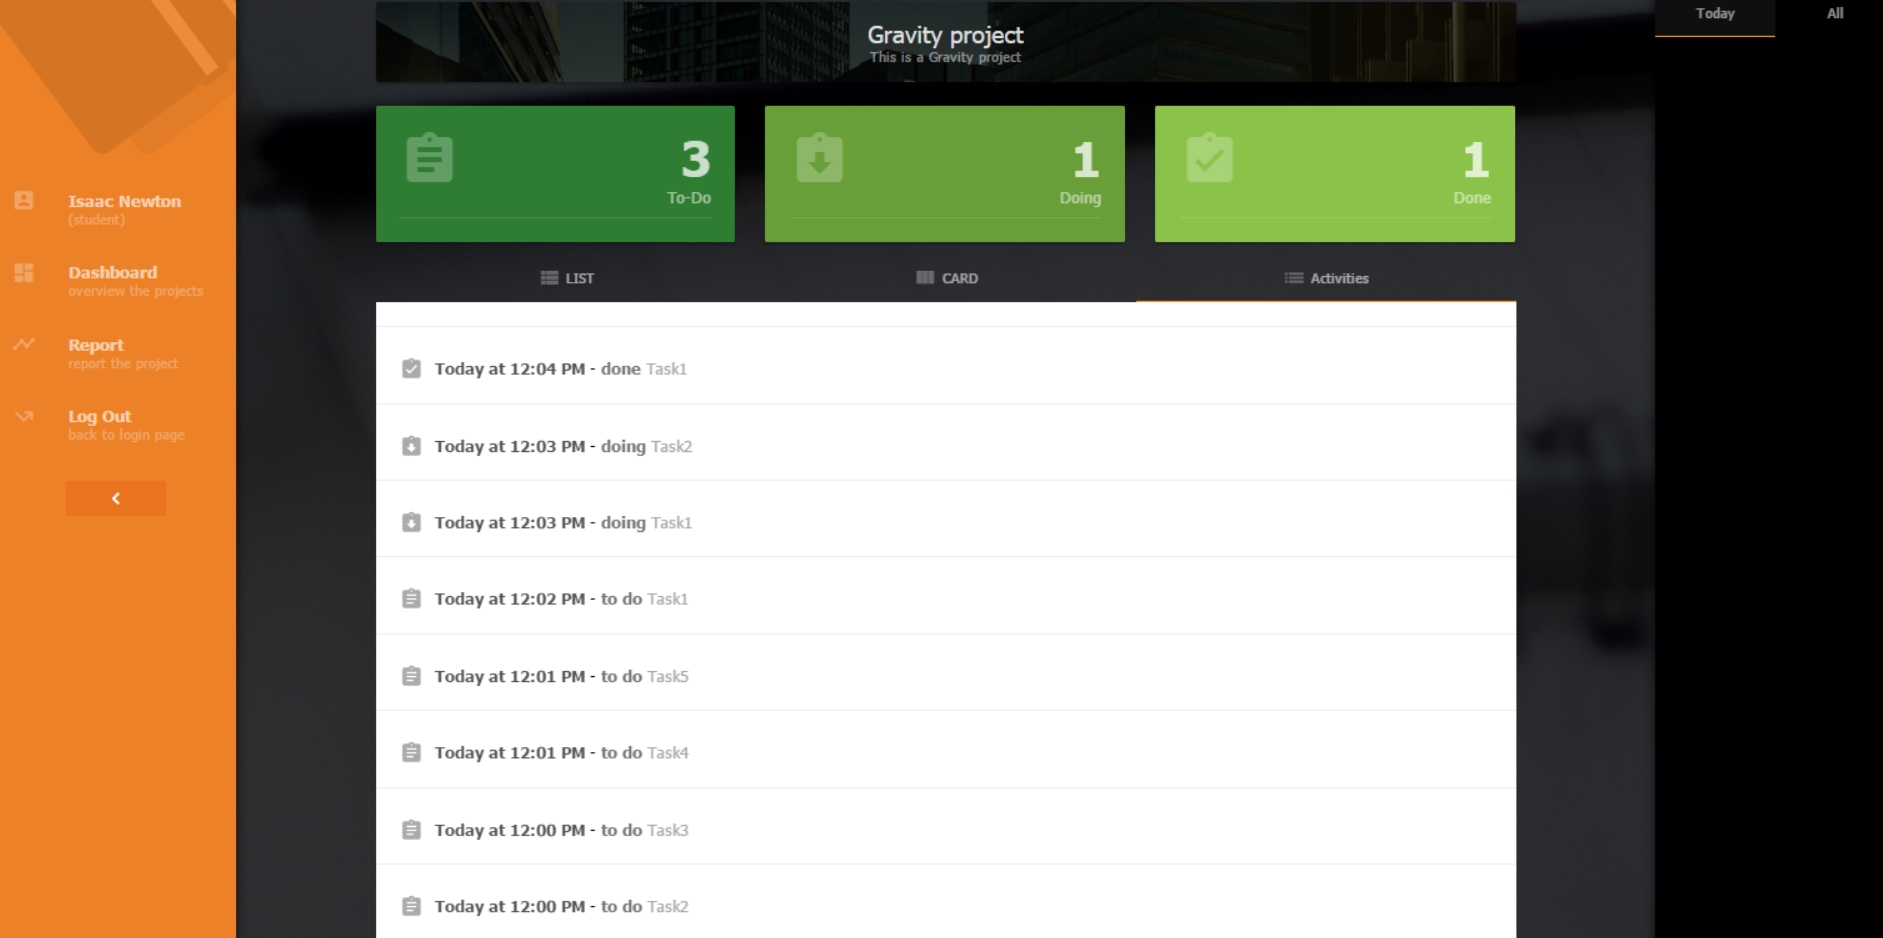 Isaac Newton
(student)
Dashboard
overview the projects
Report
report the project
Log Out
back to login page
Gravity project
This is a Gravity project
3
To-Do
1
Doing
1
Done
LIST
CARD
Activities
Today at 12:04 PM - done Task1
Today at 12:03 PM - doing Task2
Today at 12:03 PM - doing Task1
Today at 12:02 PM - to do Task1
Today at 12:01 PM - to do Task5
Today at 12:01 PM - to do Task4
Today at 12:00 PM - to do Task3
Today at 12:00 PM - to do Task2
Today
All